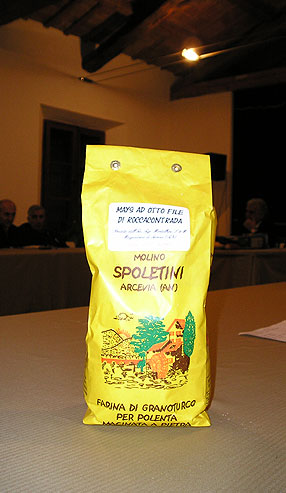 MAYS AD OTTO FILE
DI ROCCACONTRADA
MOLINO
SPOLETINI
ARCEVIA (AN)
FARINA DI GRANOTURCO
PER POLENTA
MACINATA A PIETRA